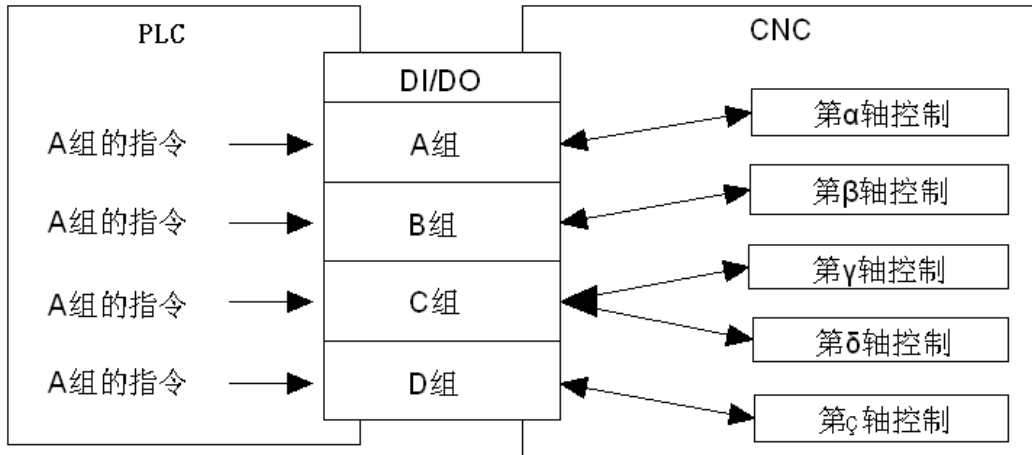 PLC
CNC
DI/DO
A组的指令
A组
第α轴控制
A组的指令
B组
第β轴控制
A组的指令
C组
第γ轴控制
第δ轴控制
A组的指令
D组
第ç轴控制